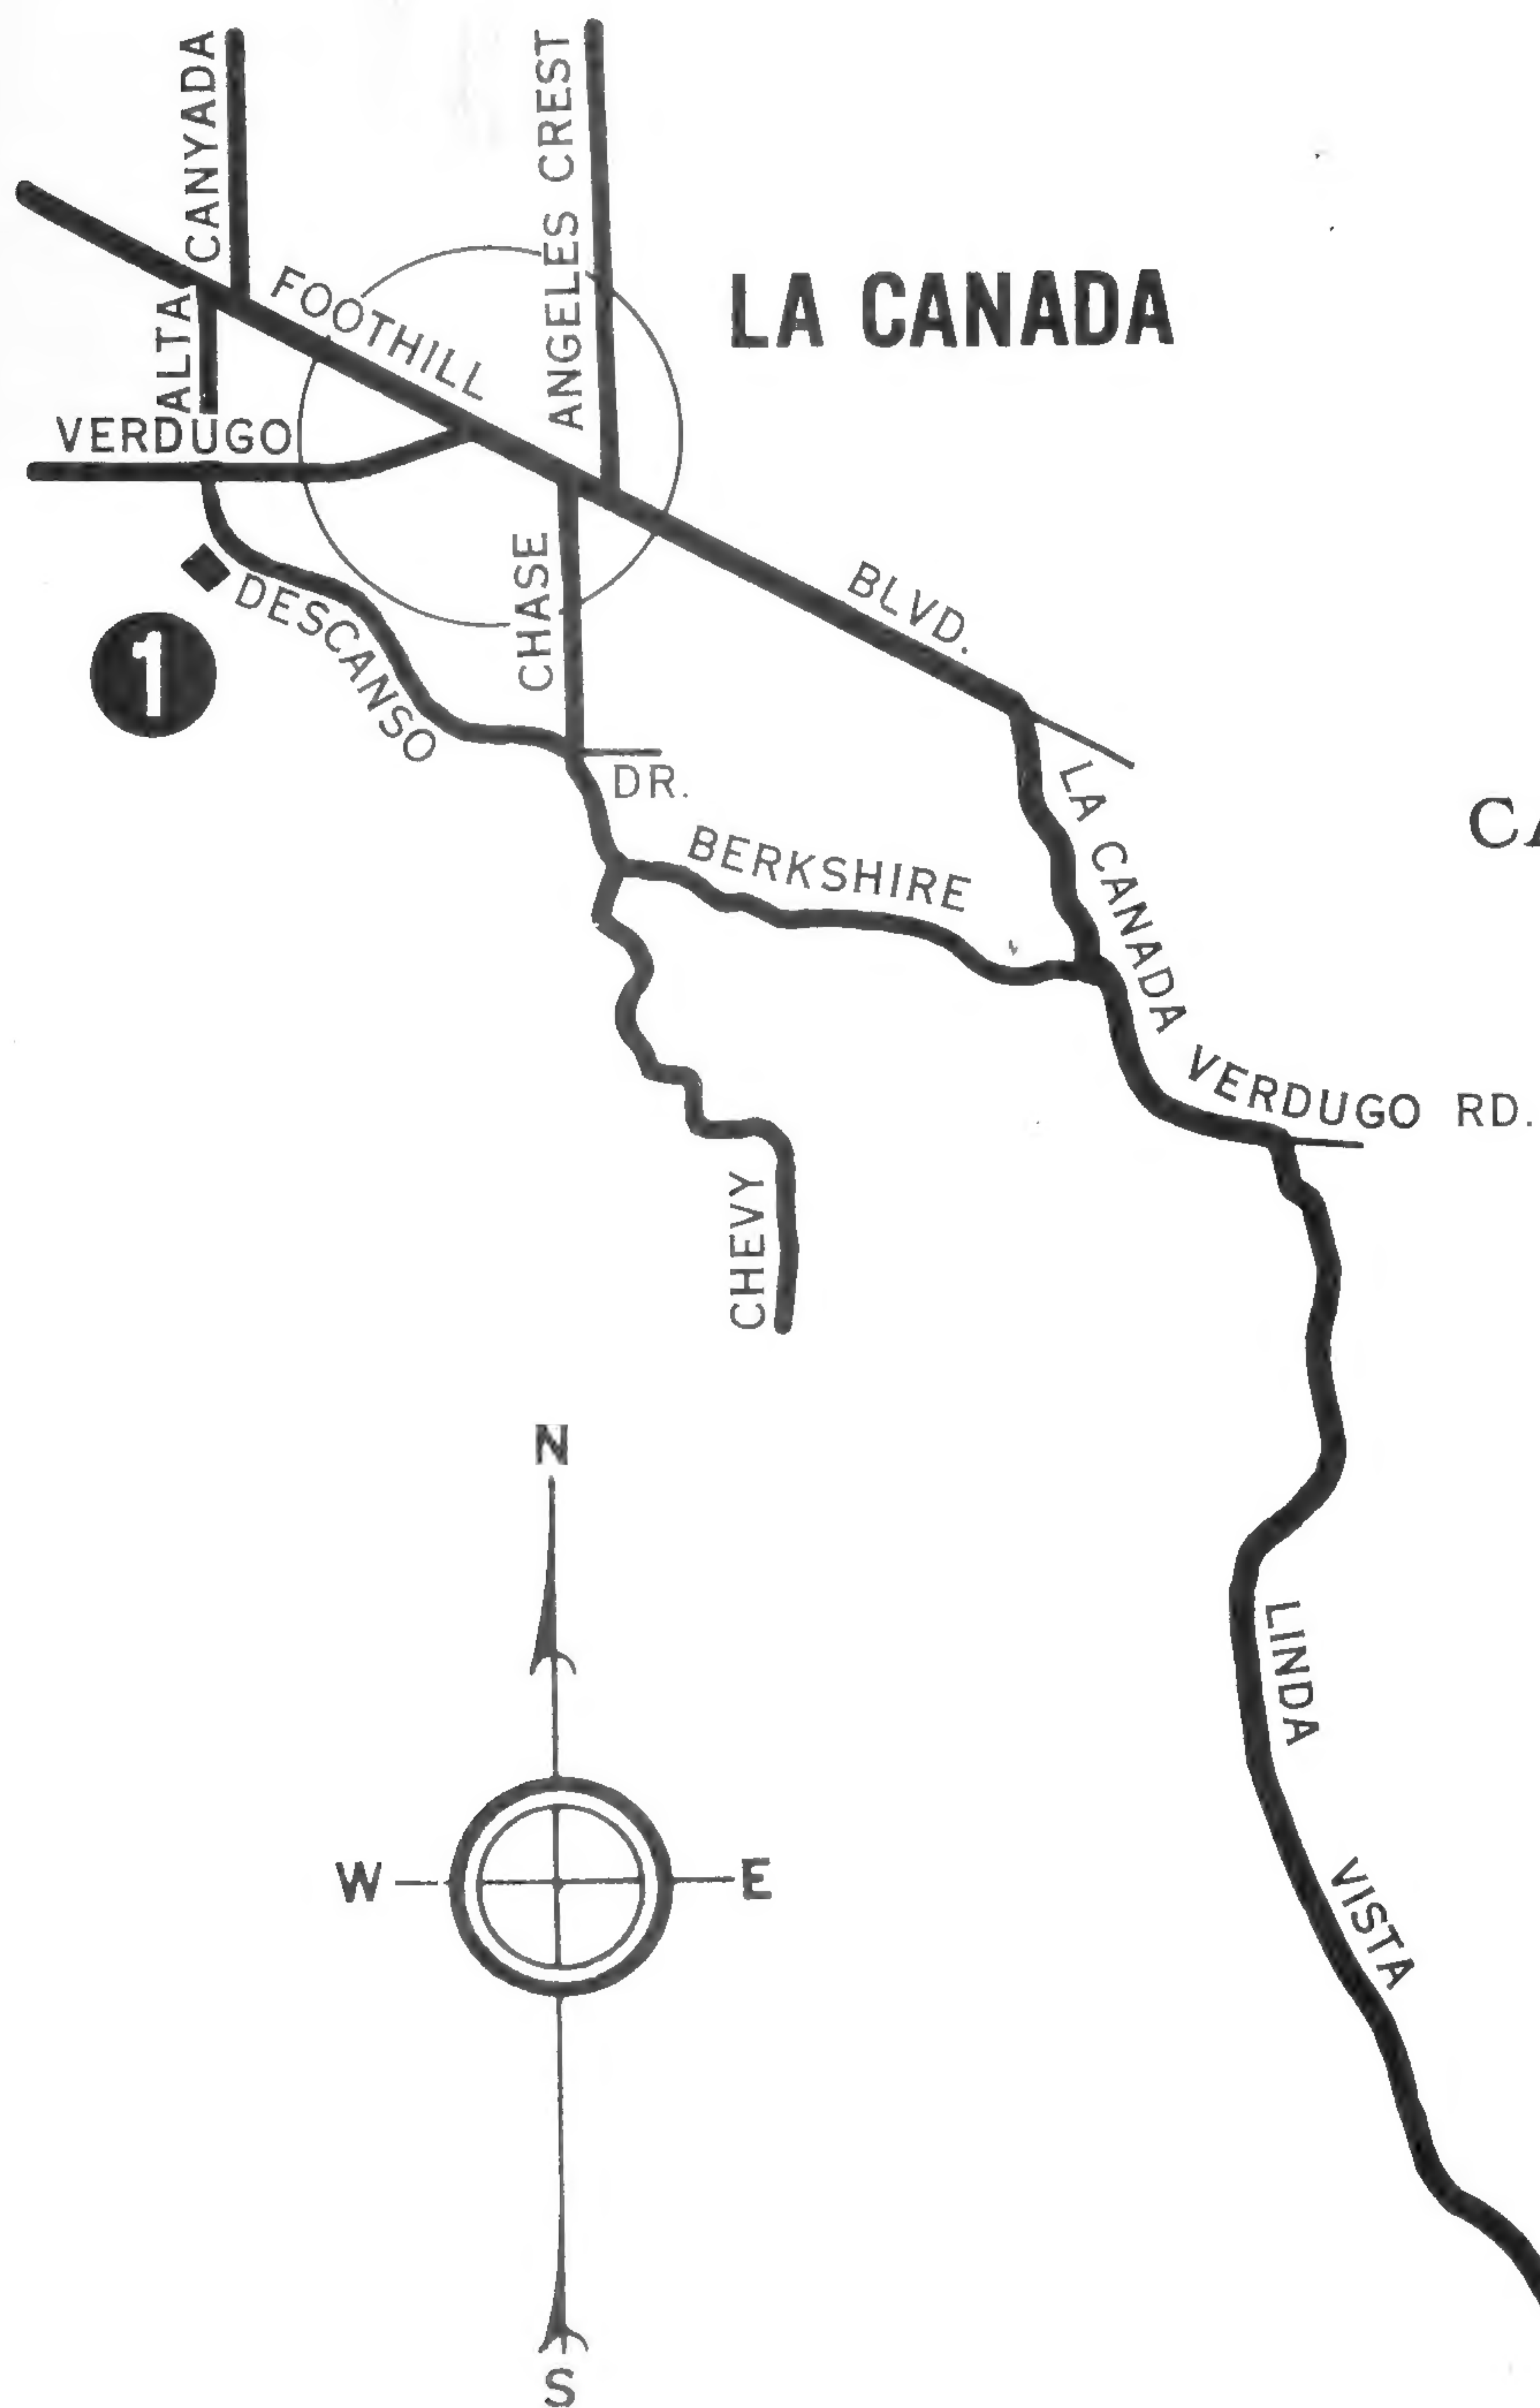 ALTA CANYADA
ANGELES CREST
FOOTHILL
BLVD.
LA CANADA
VERDUGO
1
DESCANSO
DR.
CHASE
BERKSHIRE
LA CANADA VERDUGO RD.
CHEVY
LINDA
VISTA
N
W
E
S